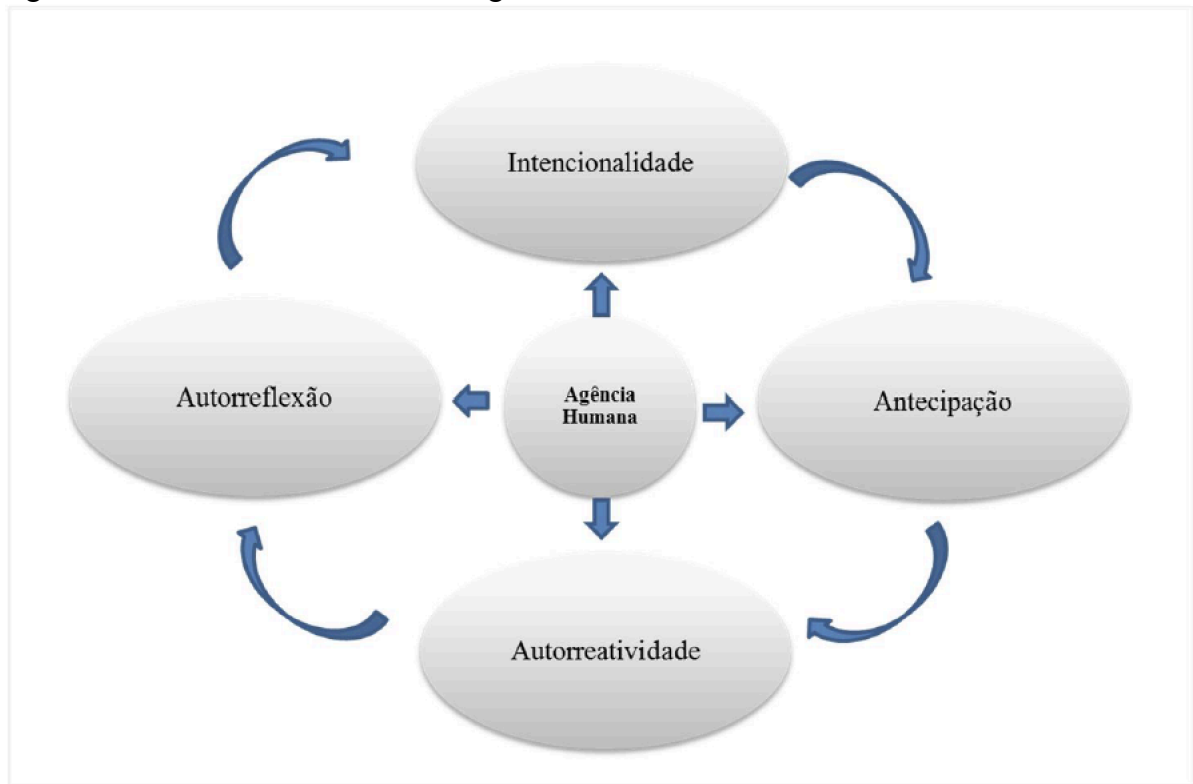 Intencionalidade
Autorreflexão
Agência
Humana
Antecipação
Autorreatividade